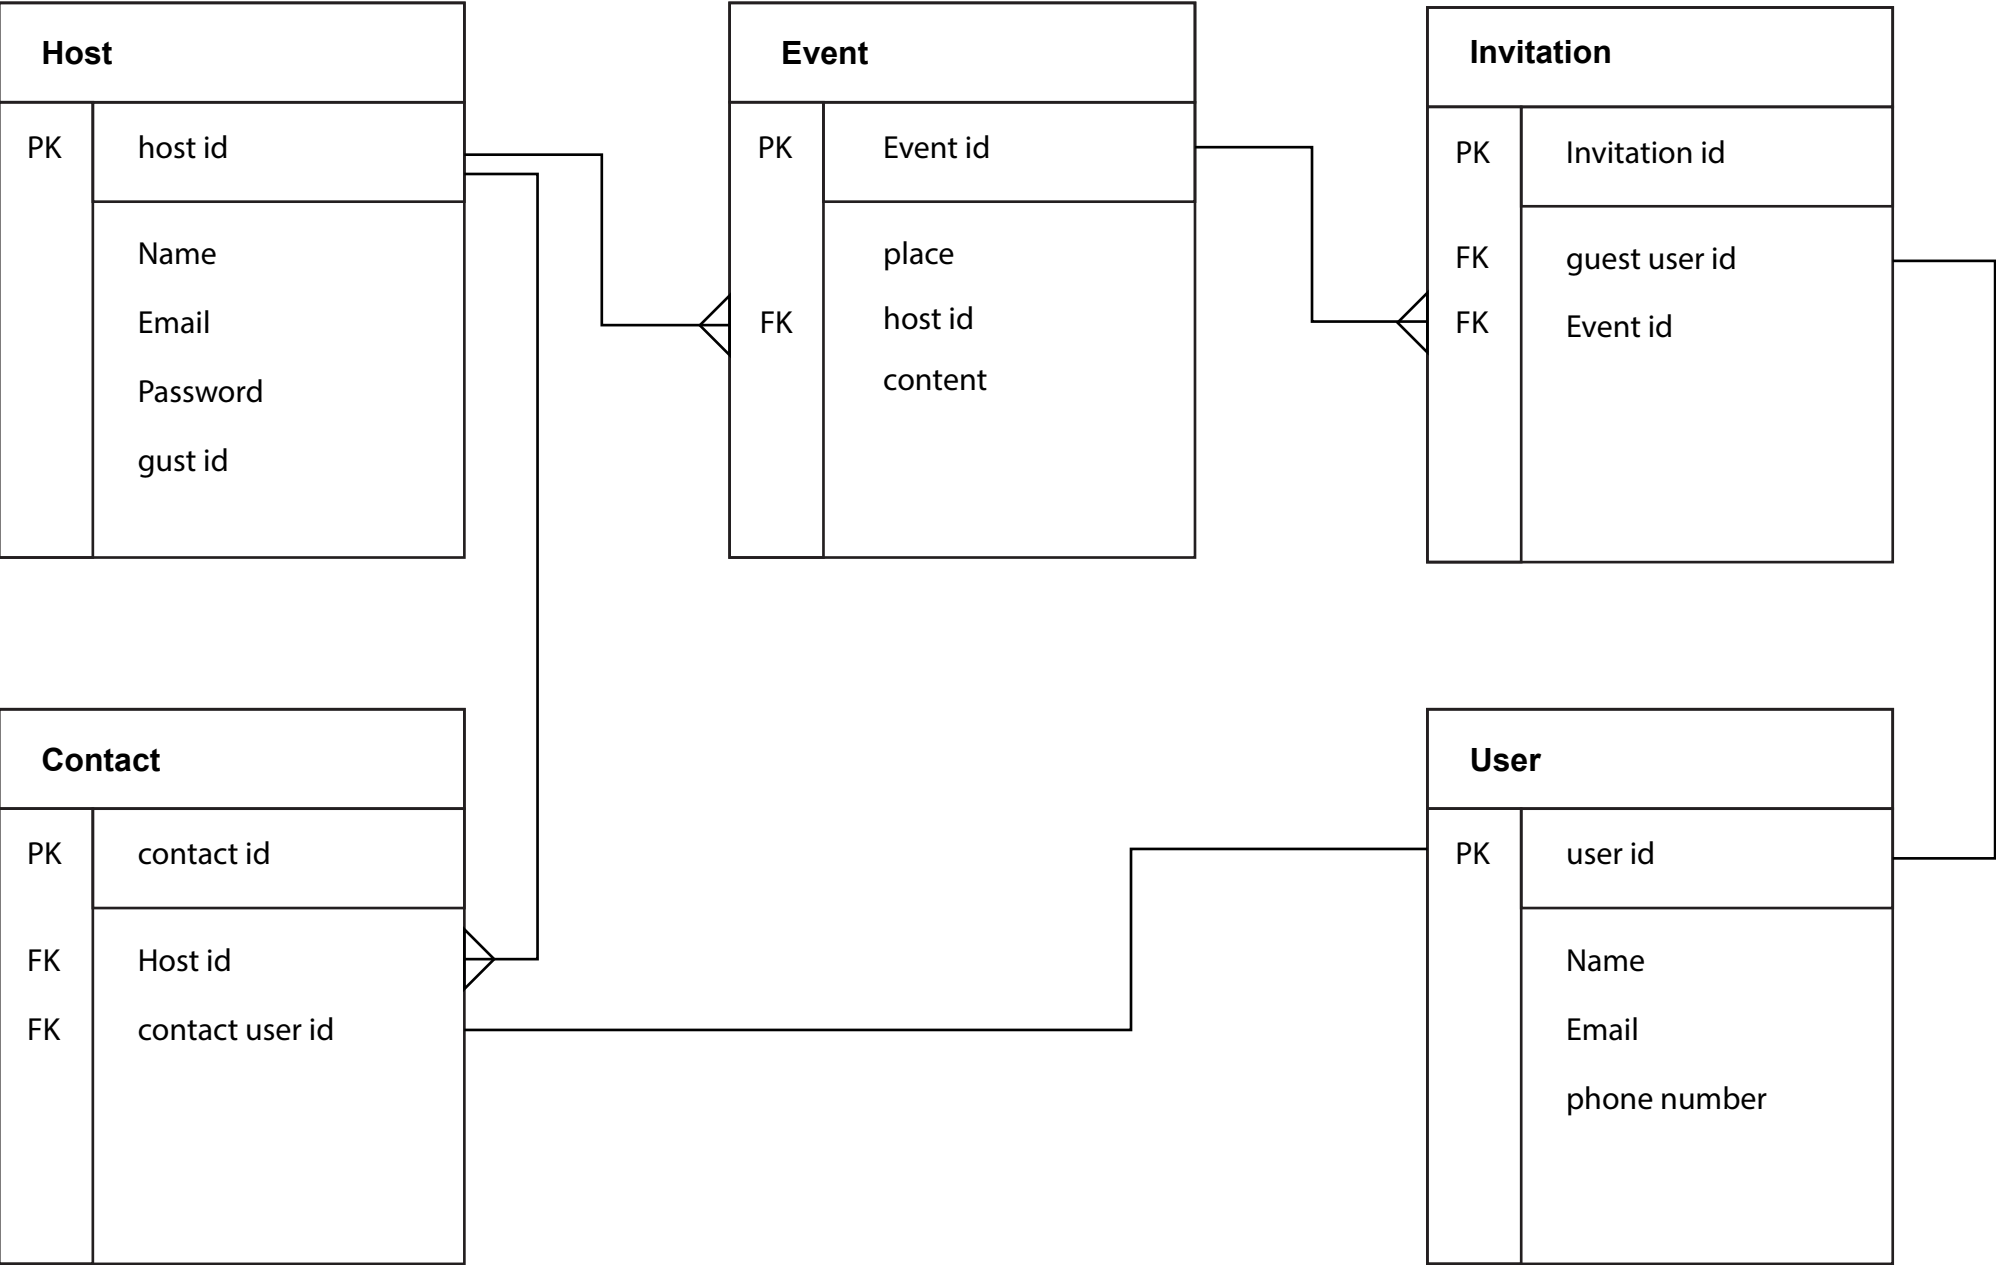 Host
PK host id
Name
Email
Password
gust id
Event
PK Event id
place
FK host id
content
Invitation
PK Invitation id
FK guest user id
FK Event id
Contact
PK contact id
FK Host id
FK contact user id
User
PK user id
Name
Email
phone number